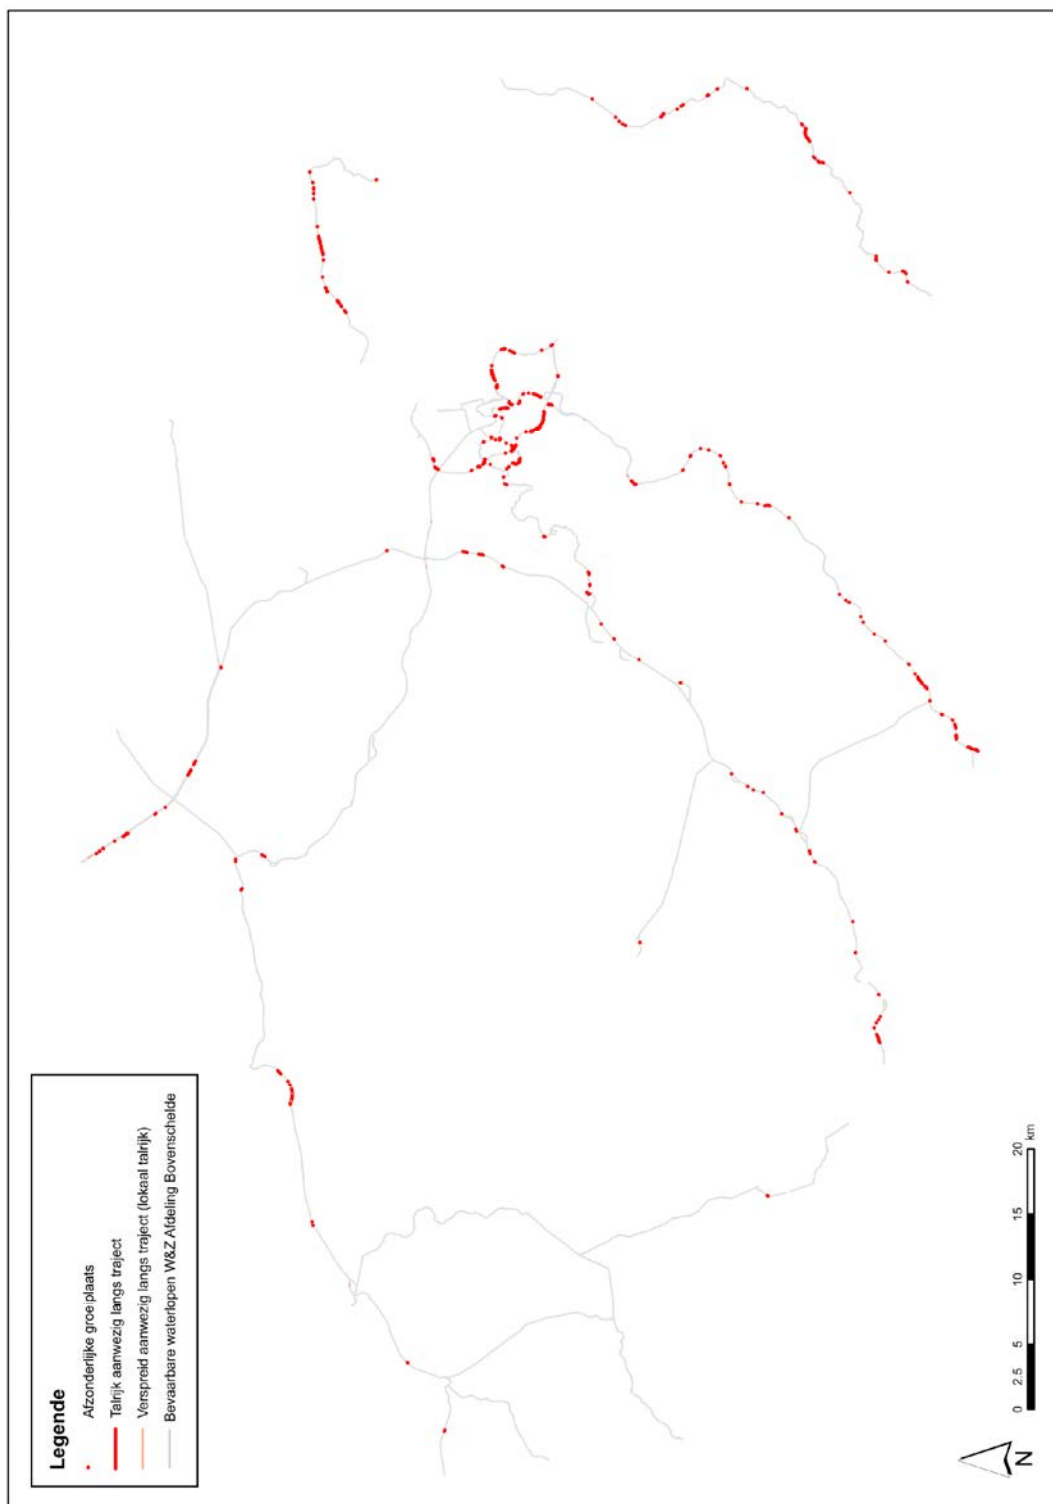 Legende
Afzonderlijke groeiplaats
Talrijk aanwezig langs traject
Verspreid aanwezig langs traject (lokaal talrijk)
Bevaarbare waterlopen W&Z Afdeling Bovenschelde
0 2.5 5 10 15 20
km
N